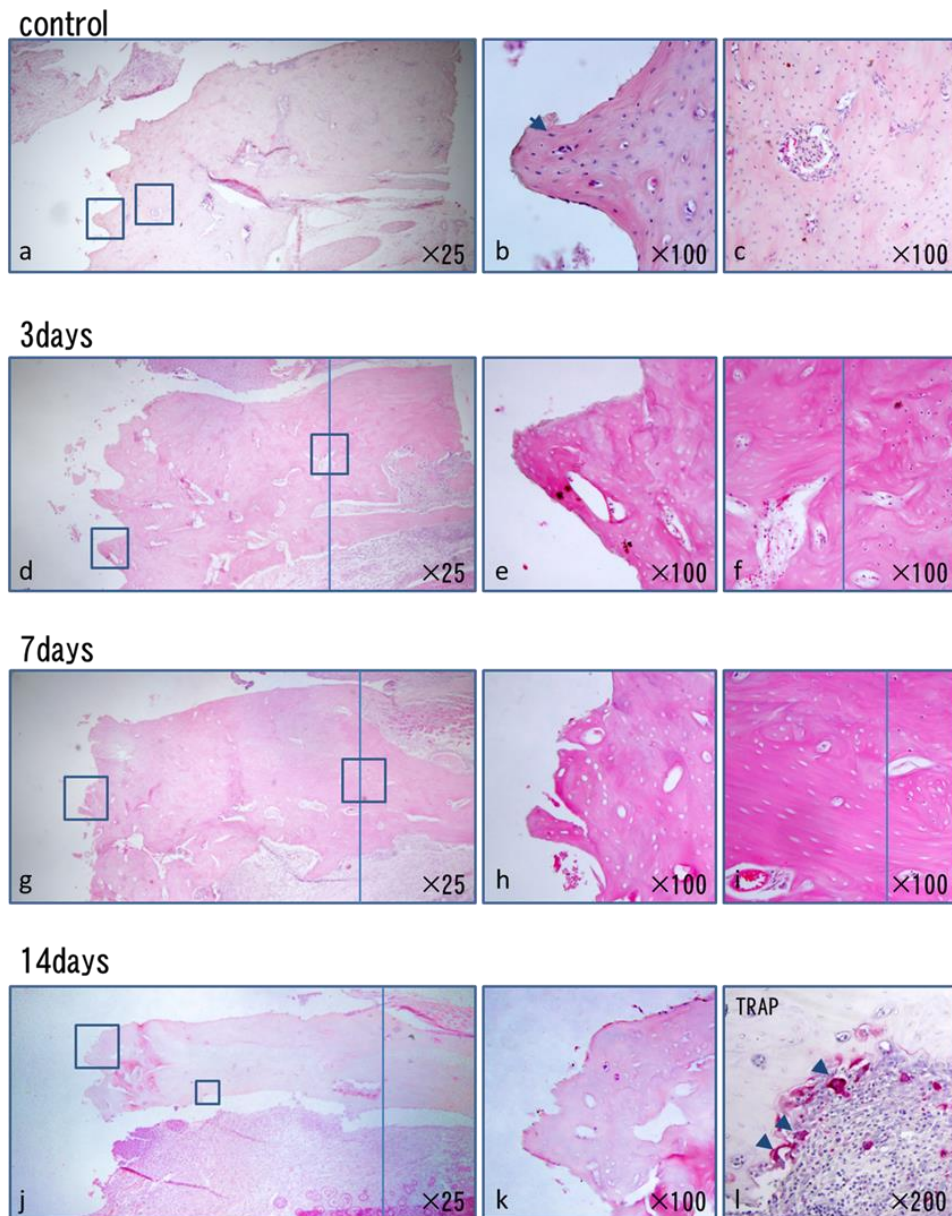 control
a ×25 b ×100 c ×100
3days
d ×25 e ×100 f ×100
7days
g ×25 h ×100 i ×100
14days
TRAP
j ×25 k ×100 l ×200